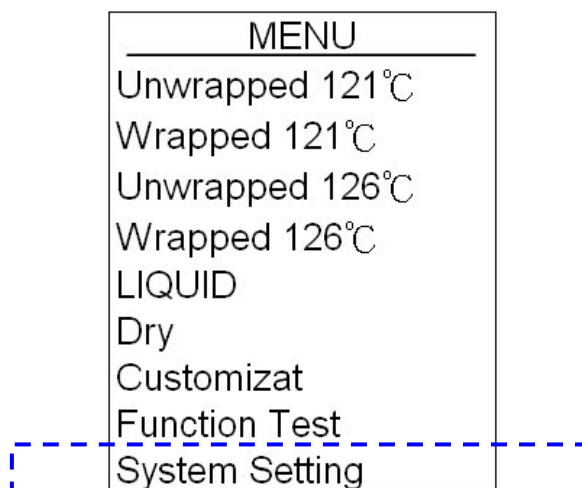 MENU
Unwrapped 121℃
Wrapped 121℃
Unwrapped 126℃
Wrapped 126℃
LIQUID
Dry
Customizat
Function Test
System Setting